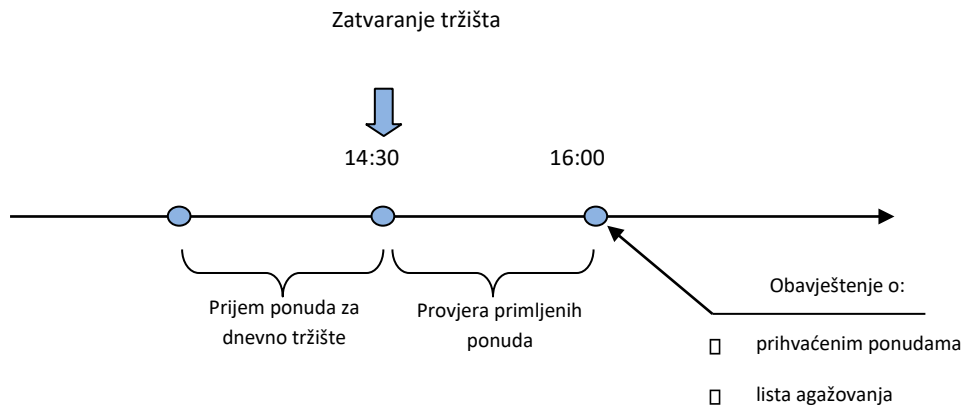 Zatvaranje tržišta
14:30
16:00
Prijem ponuda za
dnevno tržište
Provjera primljenih
ponuda
Obavještenje o:
prihvaćenim ponudama
lista agažovanja